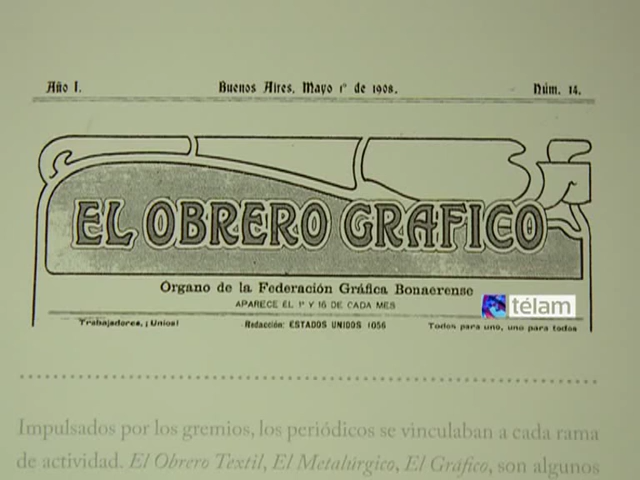 Año I.
Buenos Aires, Mayo 1º de 1908.
Núm. 14.
EL OBRERO GRAFICO
Organo de la Federación Gráfica Bonaerense
APARECE EL 1º Y 16 DE CADA MES
télam
Trabajadores, ¡Uníos!
Redacción: ESTADOS UNIDOS 1056
Todos para uno, uno para todos
Impulsados por los gremios, los periódicos se vinculaban a cada rama
de actividad. El Obrero Textil, El Metalúrgico, El Gráfico, son algunos